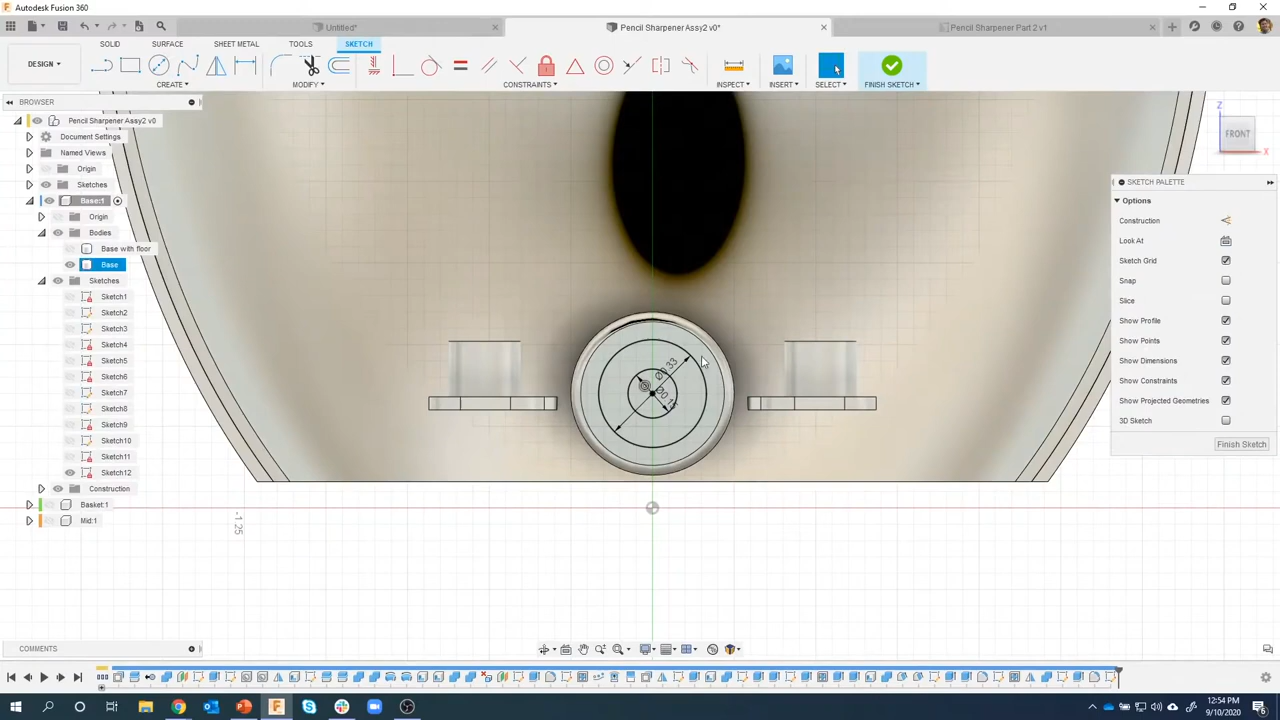 Autodesk Fusion 360
Untitled*
Pencil Sharpener Assy2 v0*
Pencil Sharpener Part 2 v1
DESIGN
SOLID
SURFACE
SHEET METAL
TOOLS
SKETCH
CREATE
MODIFY
CONSTRAINTS
INSPECT
INSERT
SELECT
FINISH SKETCH
BROWSER
Pencil Sharpener Assy2 v0
Document Settings
Named Views
Origin
Sketches
Base:1
Origin
Bodies
Base with floor
Base
Sketches
Sketch1
Sketch2
Sketch3
Sketch4
Sketch5
Sketch6
Sketch7
Sketch8
Sketch9
Sketch10
Sketch11
Sketch12
Construction
Basket:1
Mid:1
-1.25
Z
FRONT
X
SKETCH PALETTE
Options
Construction
Look At
Sketch Grid
Snap
Slice
Show Profile
Show Points
Show Dimensions
Show Constraints
Show Projected Geometries
3D Sketch
Finish Sketch
COMMENTS
12:54 PM
9/10/2020